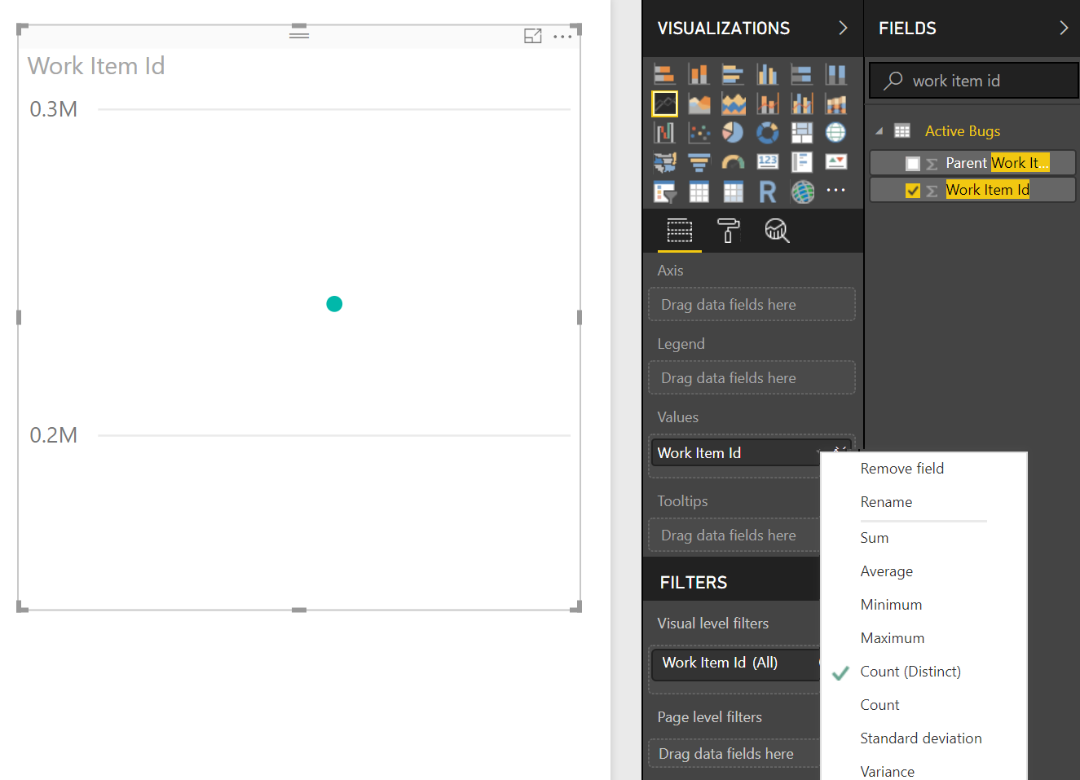 Work Item Id
0.3M
0.2M
VISUALIZATIONS
123
R
Axis
Drag data fields here
Legend
Drag data fields here
Values
Work Item Id
Tooltips
Drag data fields here
FILTERS
Visual level filters
Work Item Id (All)
Page level filters
Drag data fields here
FIELDS
work item id
Active Bugs
Parent Work It...
Work Item Id
Remove field
Rename
Sum
Average
Minimum
Maximum
Count (Distinct)
Count
Standard deviation
Variance